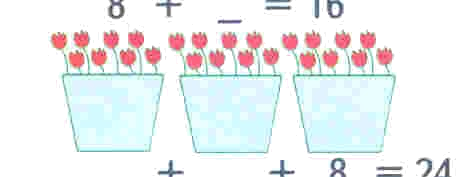 8 + _ = 16
+ + 8 = 24